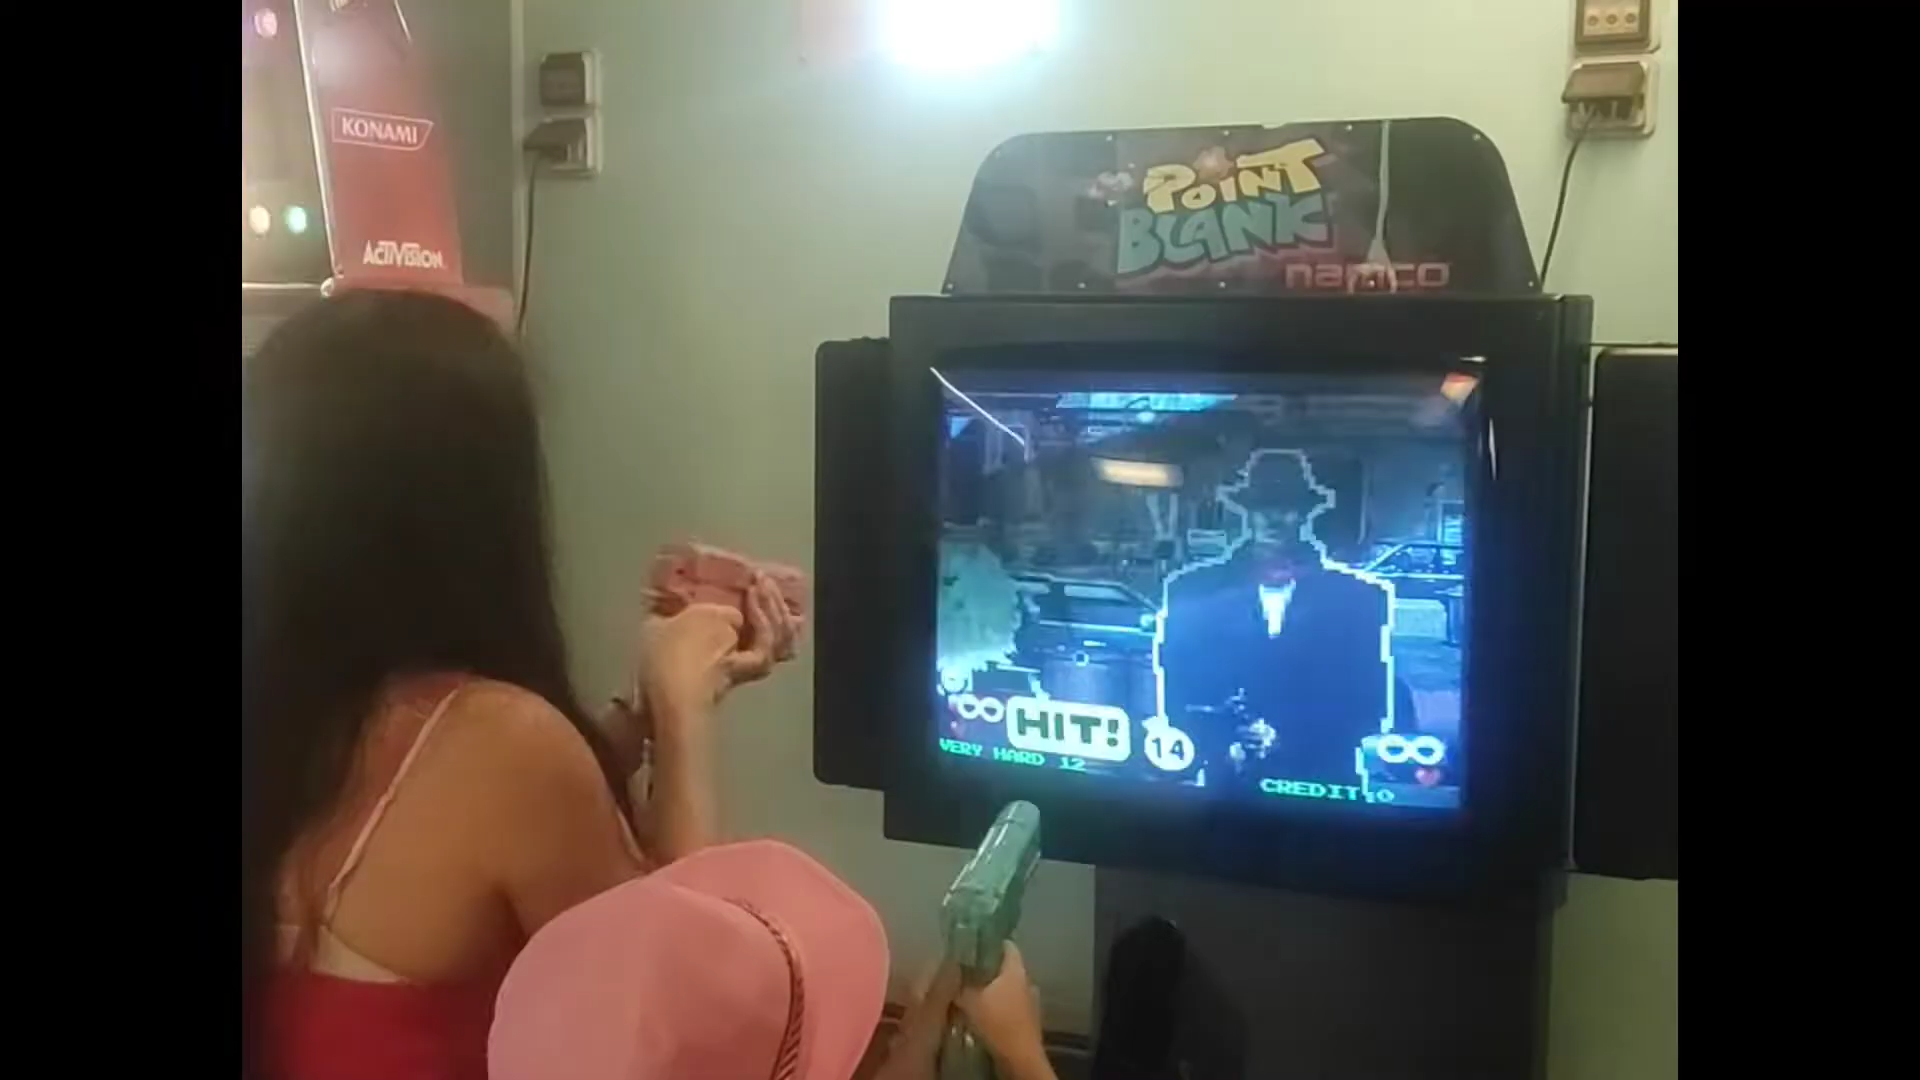 KONAMI
ACTIVISION
POINT
BLANK
namco
HIT!
14
VERY HARD 12
CREDIT 0